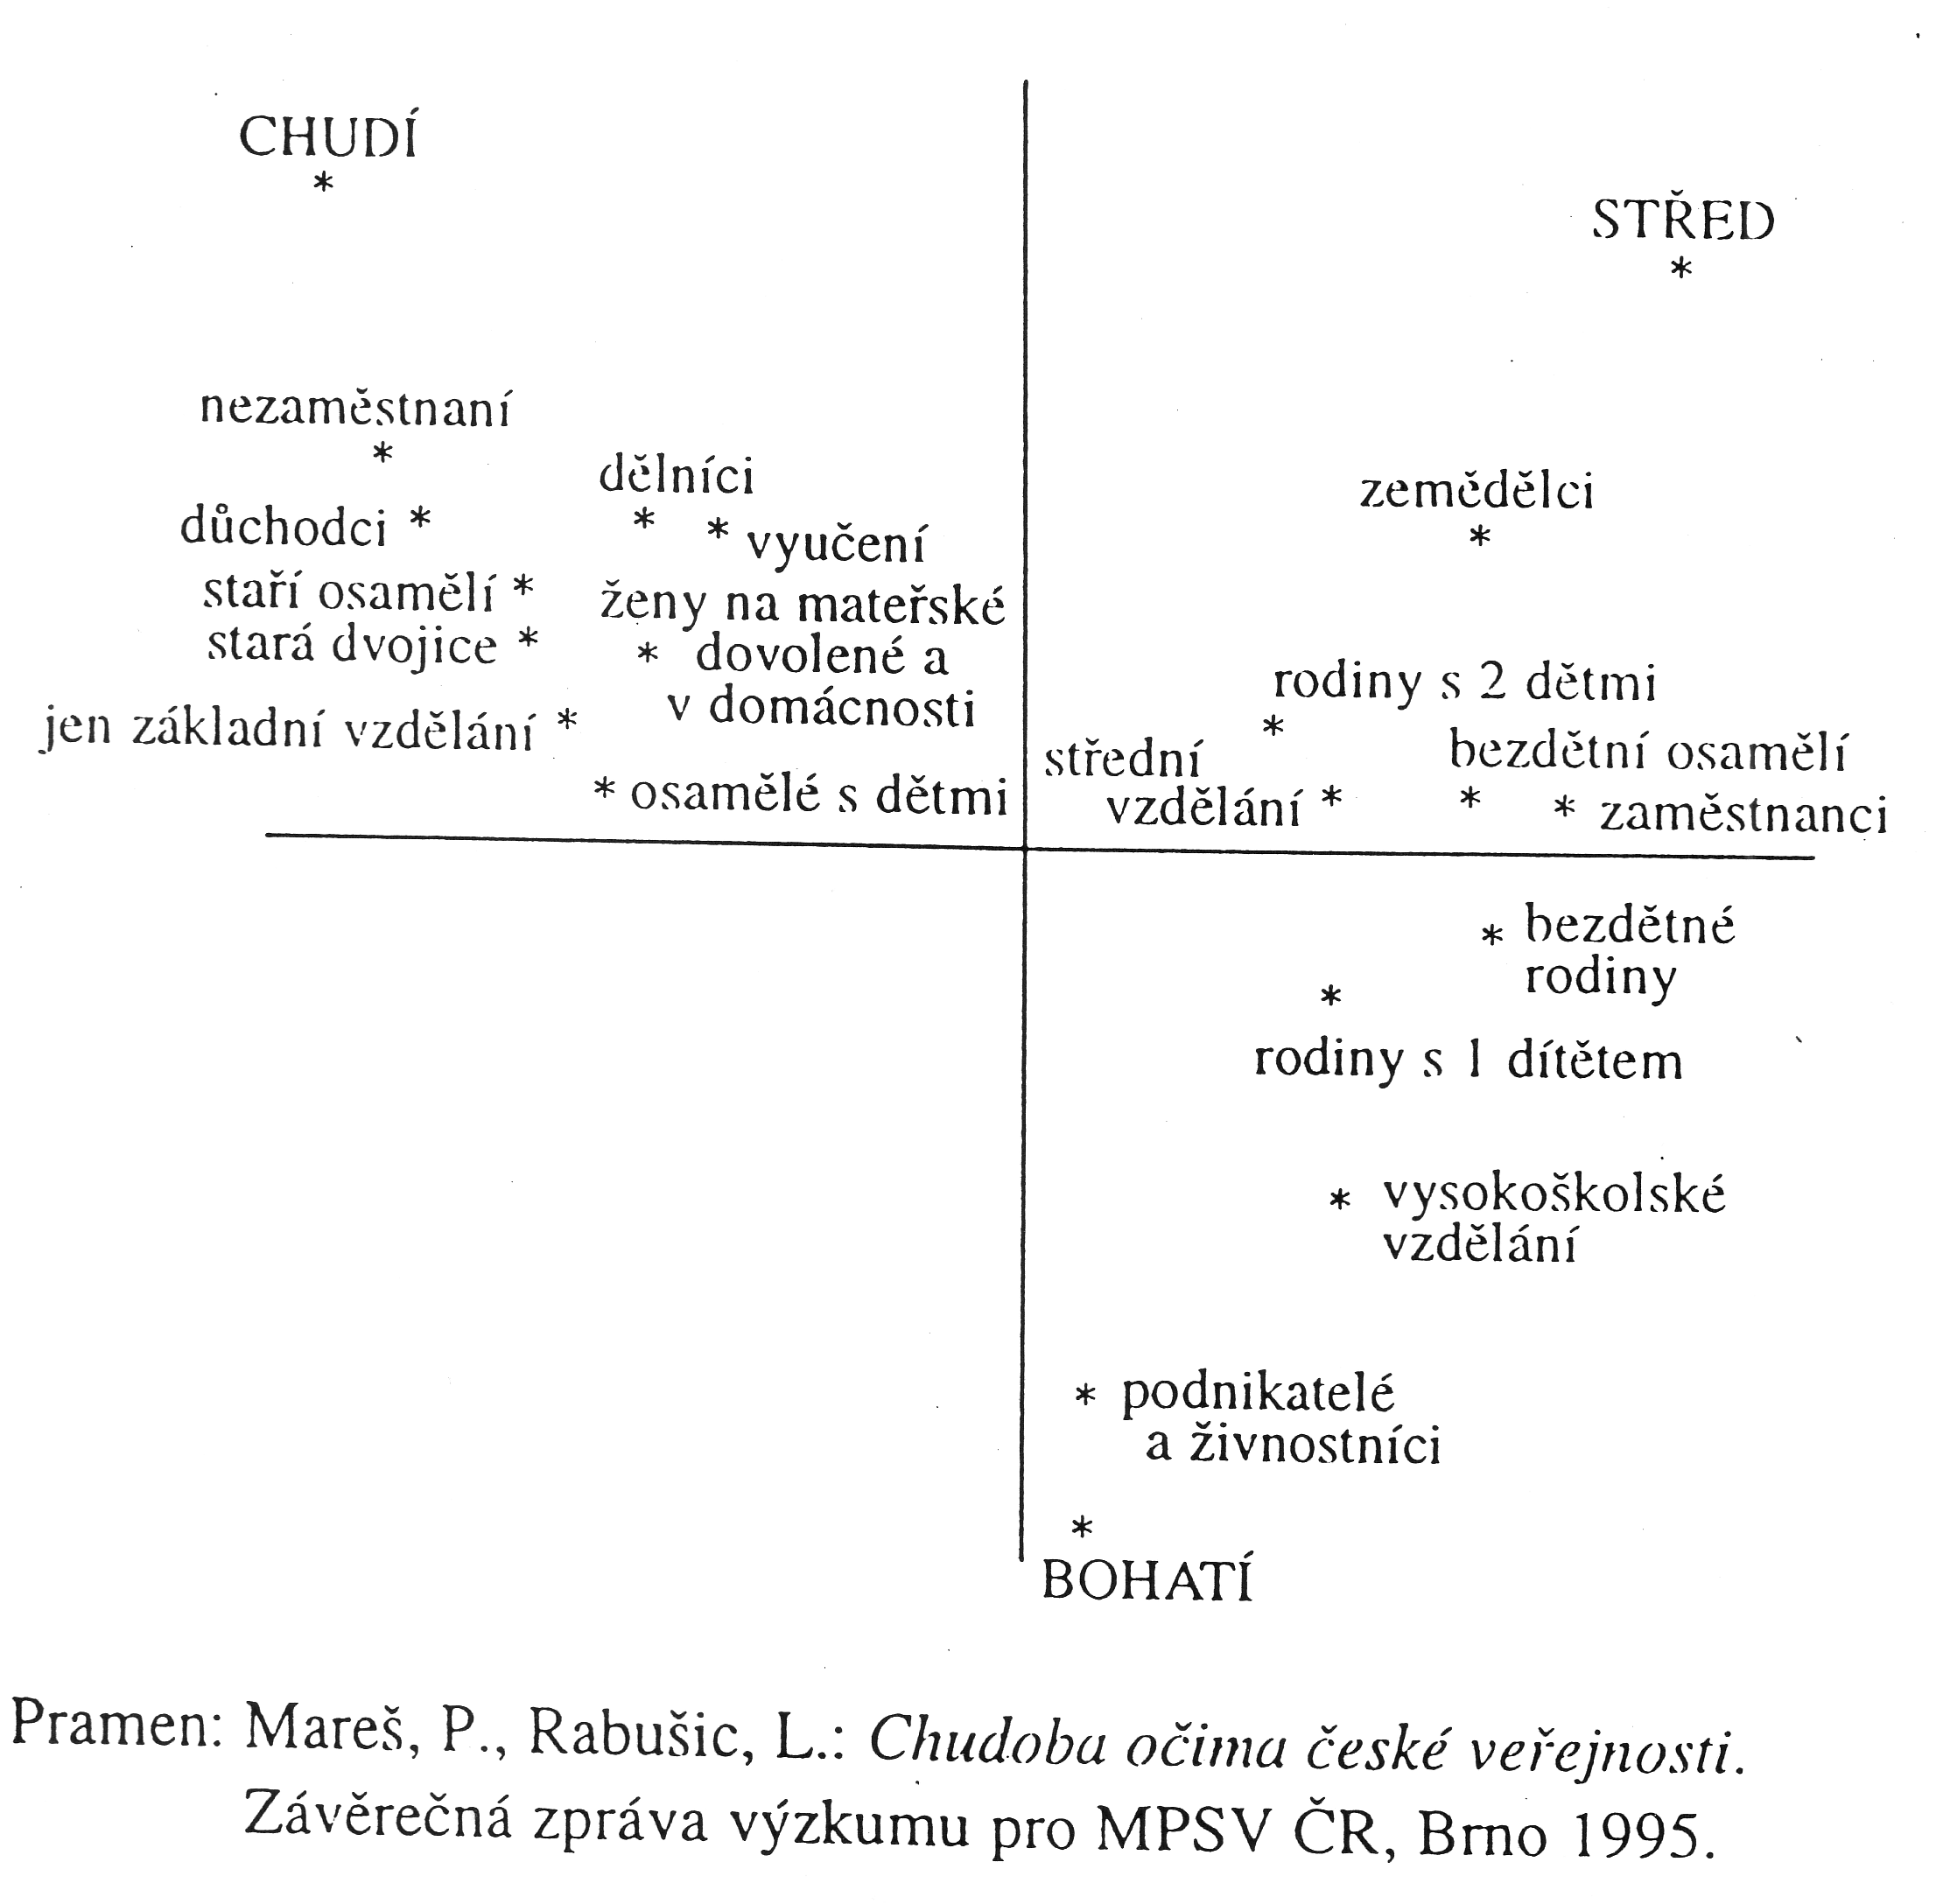 CHUDÍ
*
STŘED
*
nezaměstnaní
*
dělníci
*
důchodci *
* vyučení
staří osamělí *
stará dvojice *
ženy na mateřské
* dovolené a
v domácnosti
jen základní vzdělání *
* osamělé s dětmi
zemědělci
*
rodiny s 2 dětmi
*
střední
vzdělání *
bezdětní osamělí
*
* zaměstnanci
* bezdětné
rodiny
*
rodiny s 1 dítětem
* vysokoškolské
vzdělání
* podnikatelé
a živnostníci
*
BOHATÍ
Pramen: Mareš, P., Rabušic, L.: Chudoba očima české veřejnosti.
Závěrečná zpráva výzkumu pro MPSV ČR, Brno 1995.